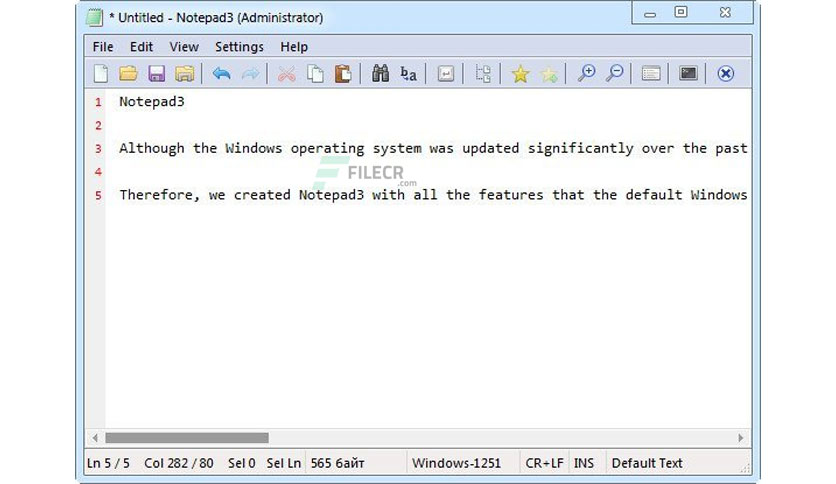 * Untitled - Notepad3 (Administrator)
File Edit View Settings Help
1 Notepad3
2
3 Although the Windows operating system was updated significantly over the past
4
FILECR
.com
5 Therefore, we created Notepad3 with all the features that the default Windows
Ln 5 / 5 Col 282 / 80 Sel 0 Sel Ln 565 байт Windows-1251 CR+LF INS Default Text